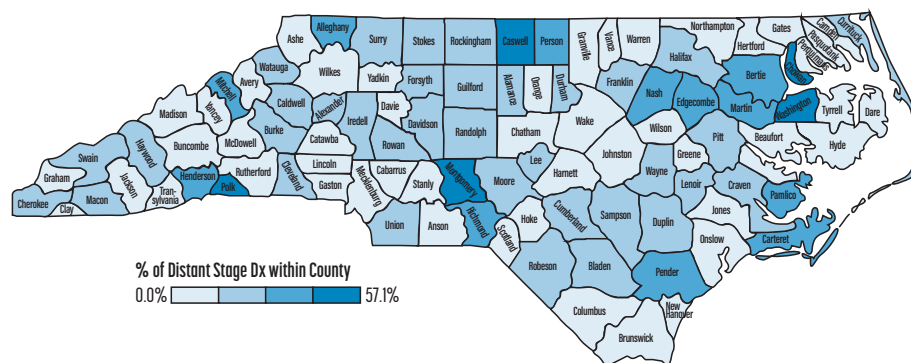 Ashe
Alleghany
Surry
Stokes
Rockingham
Caswell
Person
Granville
Vance
Warren
Northampton
Gates
Camden
Currituck
Pasquotank
Perquimans
Hertford
Halifax
Chowan
Watauga
Wilkes
Yadkin
Forsyth
Guilford
Alamance
Orange
Durham
Franklin
Nash
Edgecombe
Bertie
Martin
Washington
Tyrrell
Dare
Mitchell
Avery
Caldwell
Alexander
Iredell
Davie
Davidson
Randolph
Chatham
Wake
Wilson
Pitt
Beaufort
Hyde
Madison
Yancey
Burke
McDowell
Catawba
Rowan
Lee
Johnston
Greene
Swain
Haywood
Buncombe
Rutherford
Cleveland
Lincoln
Gaston
Mecklenburg
Cabarrus
Stanly
Montgomery
Moore
Harnett
Wayne
Lenoir
Craven
Pamlico
Graham
Cherokee
Clay
Macon
Jackson
Tran-
sylvania
Henderson
Polk
Union
Anson
Richmond
Scotland
Hoke
Cumberland
Sampson
Duplin
Jones
Onslow
Carteret
Robeson
Bladen
Pender
Columbus
Brunswick
New
Hanover
% of Distant Stage Dx within County
0.0% 57.1%